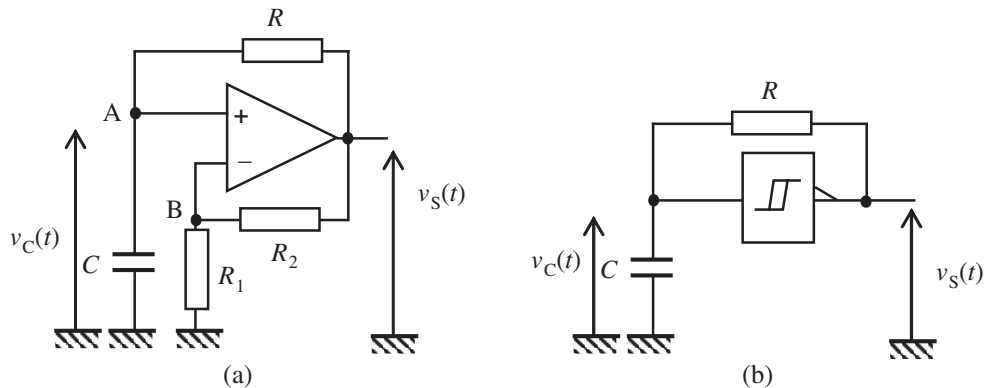 R
A
+
−
v_S(t)
B
v_C(t)
C
R_2
R_1
(a)
R
v_C(t)
C
v_S(t)
(b)